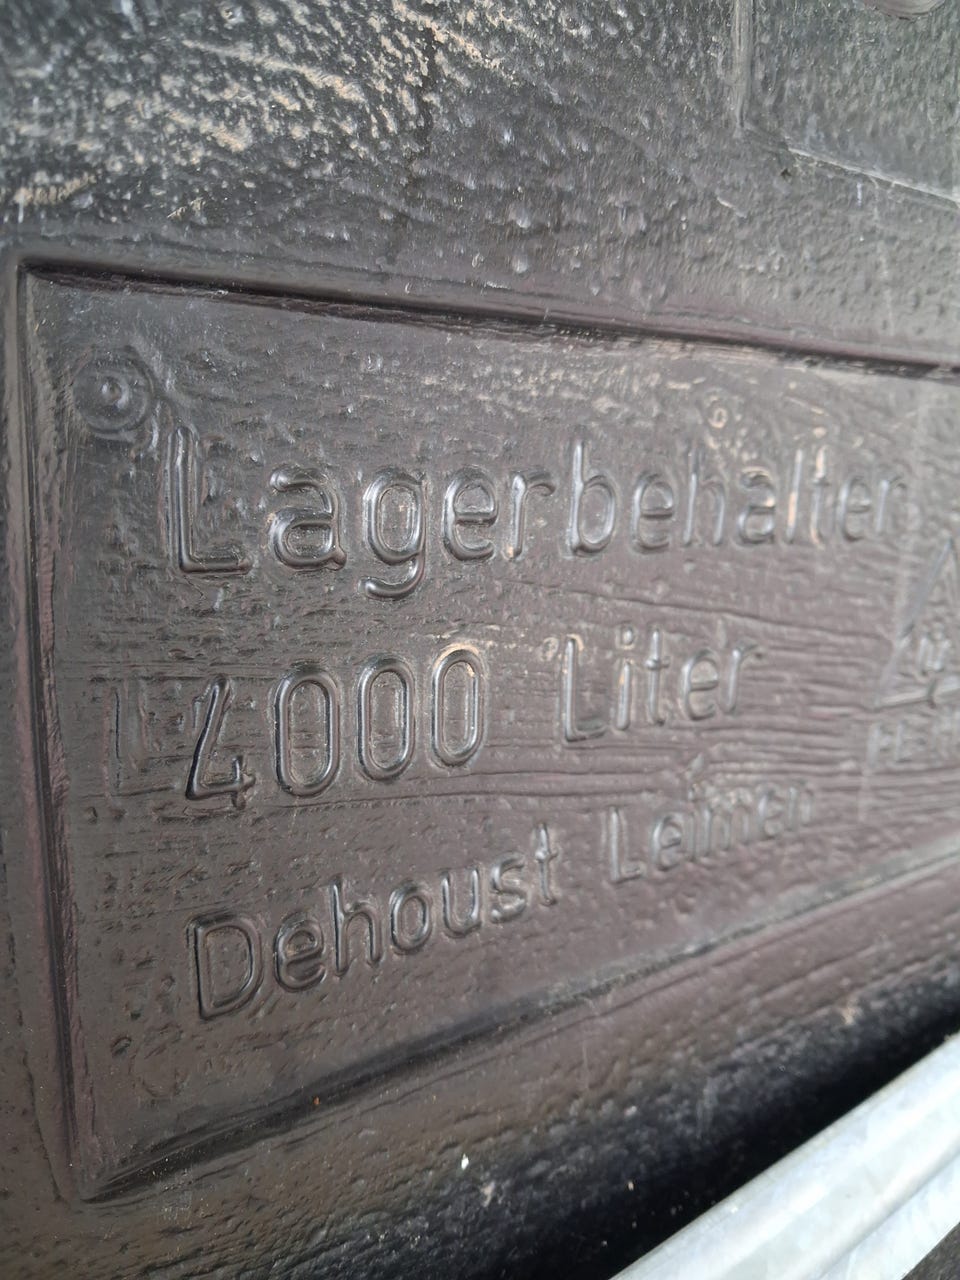 Lagerbehälter
4000 Liter
Dehoust Leimen